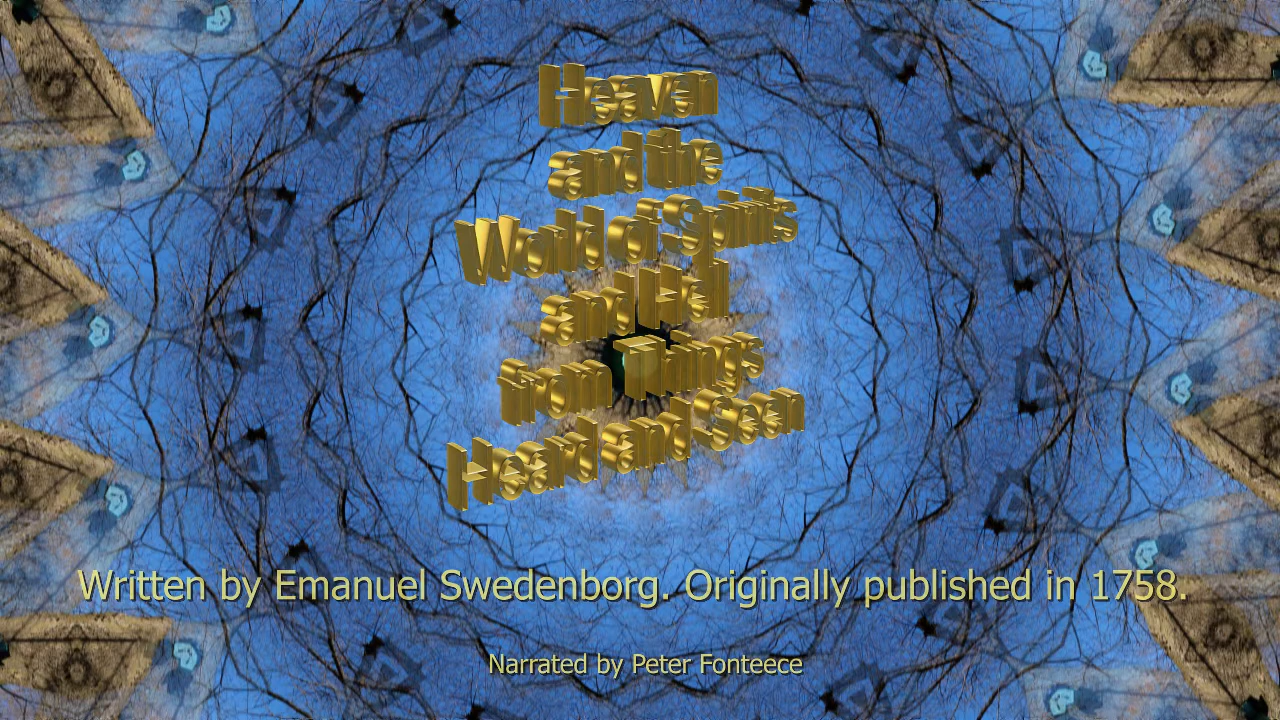 Heaven
and the
World of Spirits
and Hell
from Things
Heard and Seen
Written by Emanuel Swedenborg. Originally published in 1758.
Narrated by Peter Fonteece